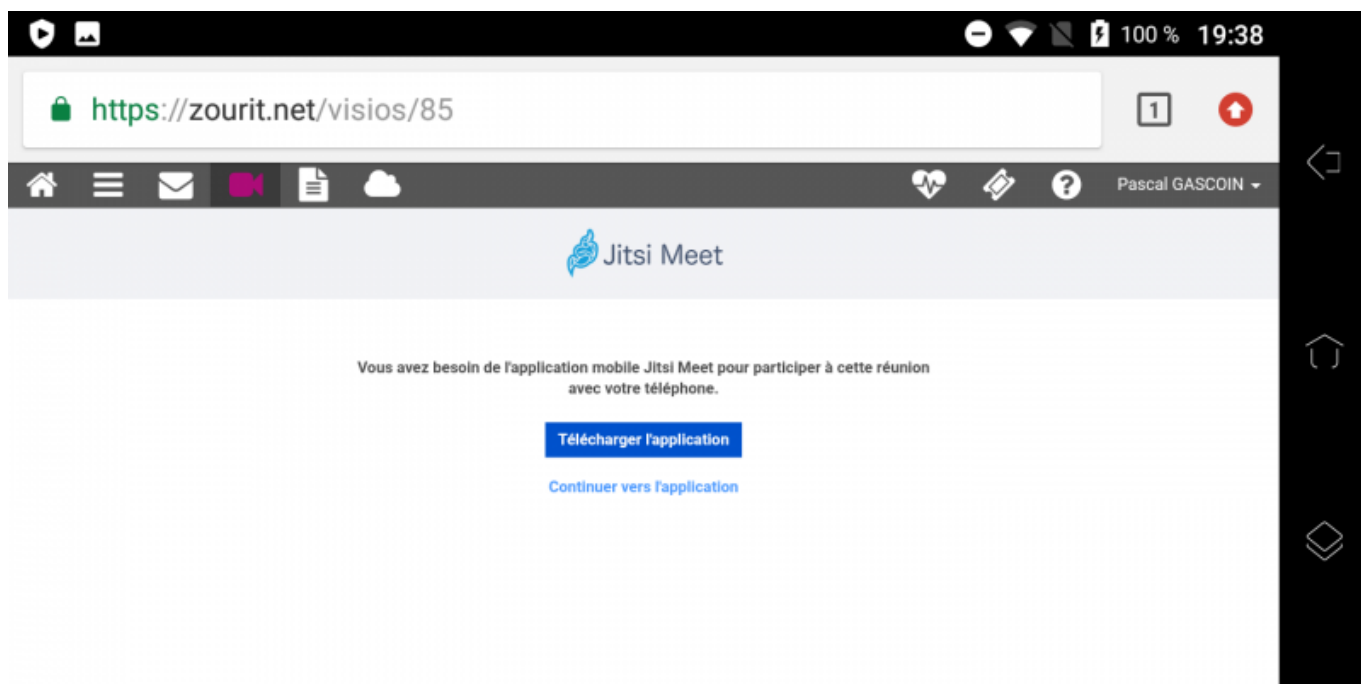 100 % 19:38
https://zourit.net/visios/85
1
Pascal GASCOIN
Jitsi Meet
Vous avez besoin de l'application mobile Jitsi Meet pour participer à cette réunion
avec votre téléphone.
Télécharger l'application
Continuer vers l'application